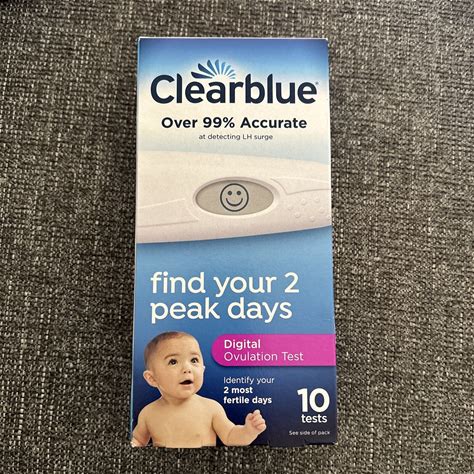 Clearblue®
Over 99% Accurate
at detecting LH surge
find your 2
peak days
Digital
Ovulation Test
Identify your
2 most
fertile days
10
tests
See side of pack